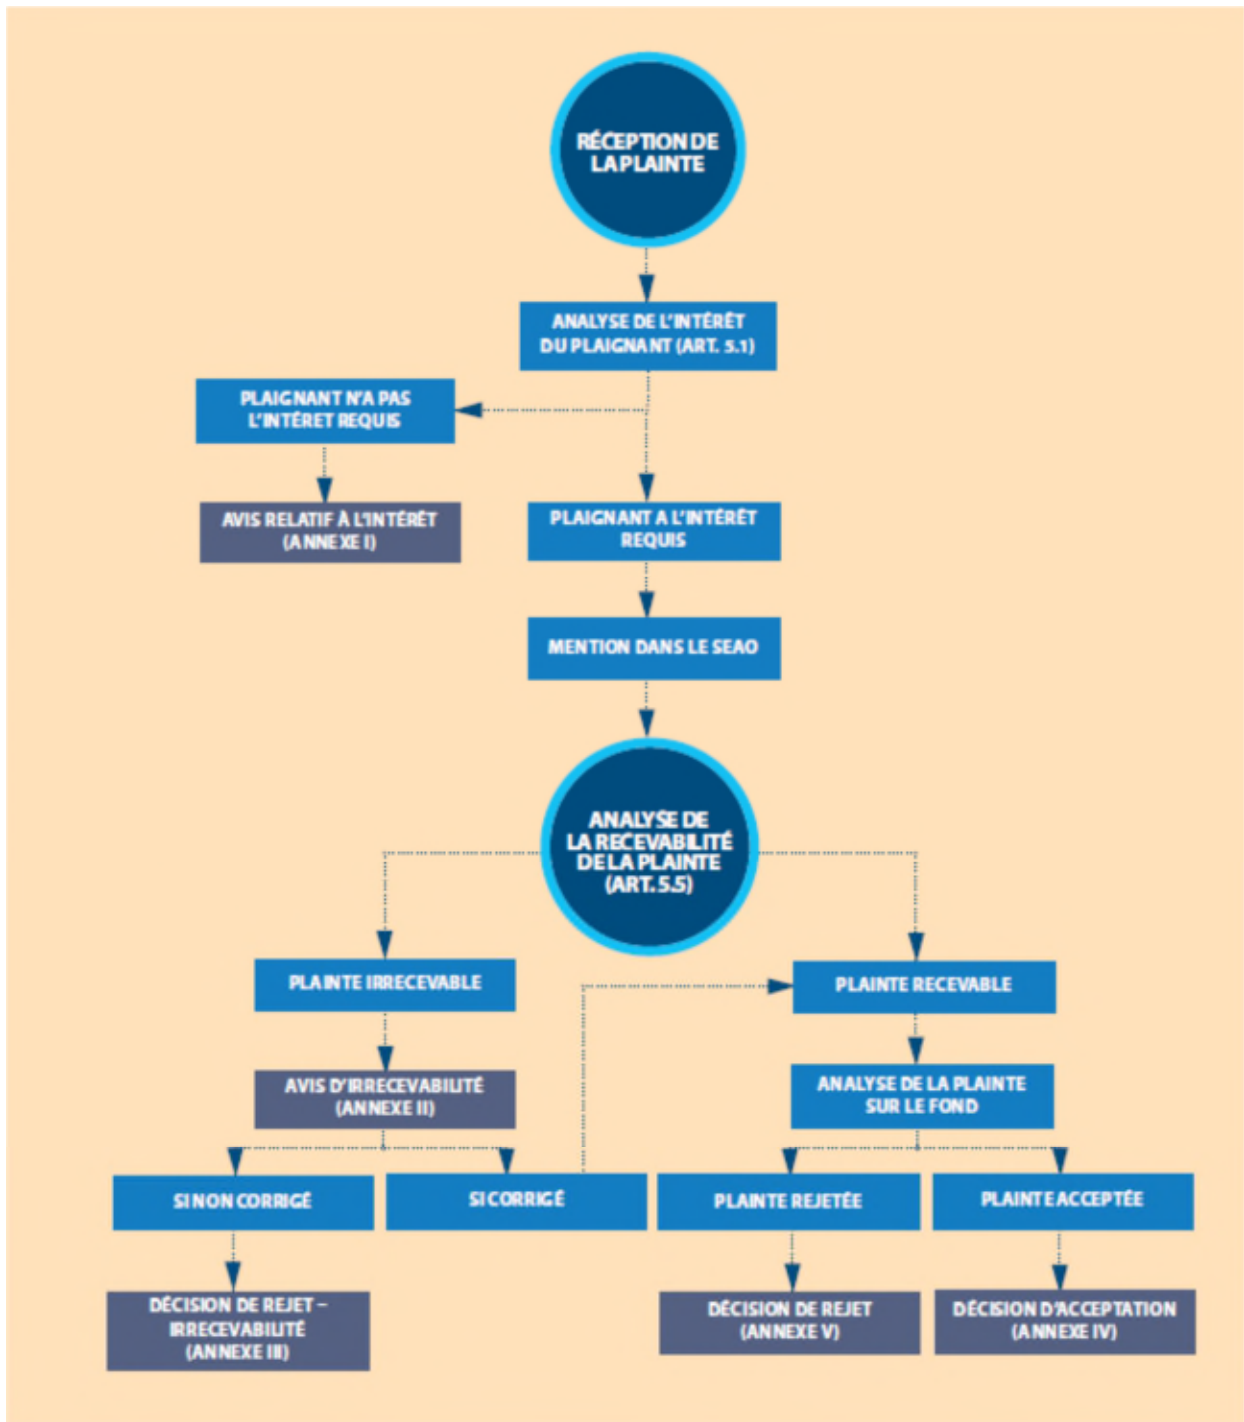 RÉCEPTION DE
LA PLAINTE
ANALYSE DE L'INTÉRÊT
DU PLAIGNANT (ART. 5.1)
PLAIGNANT N'A PAS
L'INTÉRET REQUIS
AVIS RELATIF À L'INTÉRÊT
(ANNEXE I)
PLAIGNANT A L'INTÉRÊT
REQUIS
MENTION DANS LE SEAO
ANALYSE DE
LA RECEVABILITÉ
DE LA PLAINTE
(ART. 5.5)
PLAINTE IRRECEVABLE
PLAINTE RECEVABLE
AVIS D'IRRECEVABILITÉ
(ANNEXE II)
ANALYSE DE LA PLAINTE
SUR LE FOND
SI NON CORRIGÉ
SI CORRIGÉ
PLAINTE REJETÉE
PLAINTE ACCEPTÉE
DÉCISION DE REJET –
IRRECEVABILITÉ
(ANNEXE III)
DÉCISION DE REJET
(ANNEXE V)
DÉCISION D'ACCEPTATION
(ANNEXE IV)